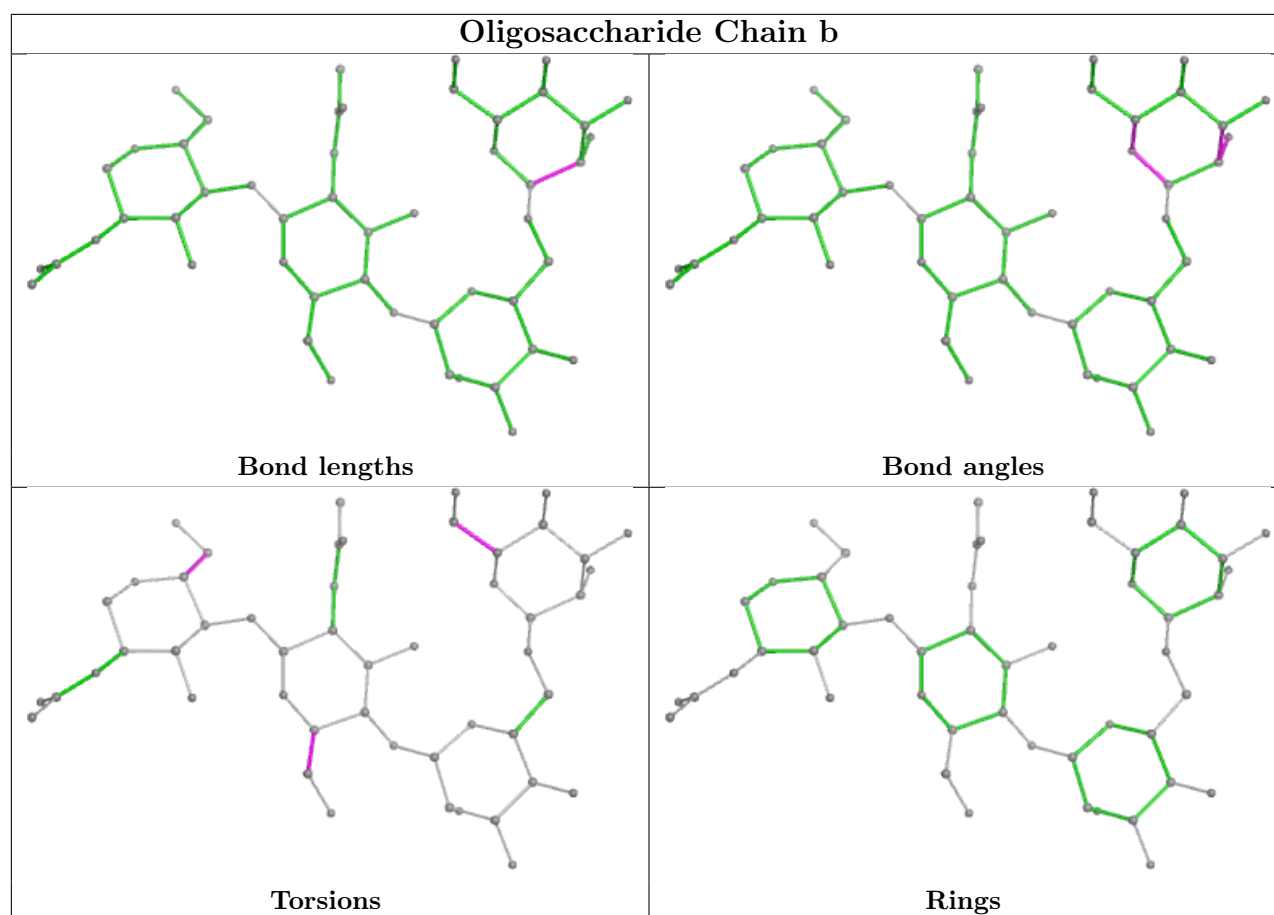 Oligosaccharide Chain b
Bond lengths
Bond angles
Torsions
Rings